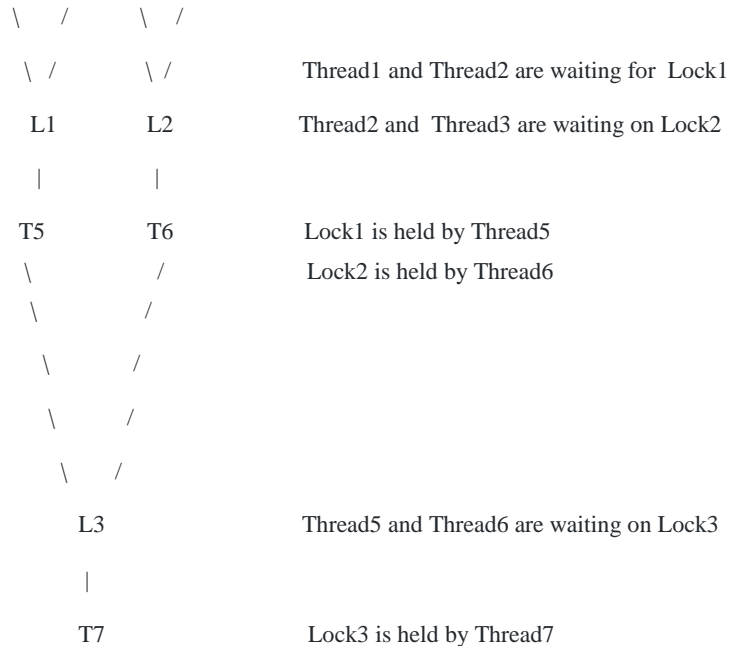 \ / \ /
\ / \ / Thread1 and Thread2 are waiting for Lock1
L1 L2 Thread2 and Thread3 are waiting on Lock2
| |
T5 T6 Lock1 is held by Thread5
\ / Lock2 is held by Thread6
\ /
\ /
\ /
\ /
L3 Thread5 and Thread6 are waiting on Lock3
|
T7 Lock3 is held by Thread7